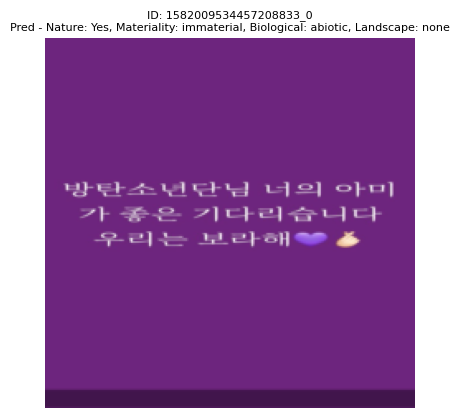 ID: 1582009534457208833_0
Pred - Nature: Yes, Materiality: immaterial, Biological: abiotic, Landscape: none
방탄소년단님 너의 아미
가 좋은 기다리습니다
우리는 보라해💜🫰🏻